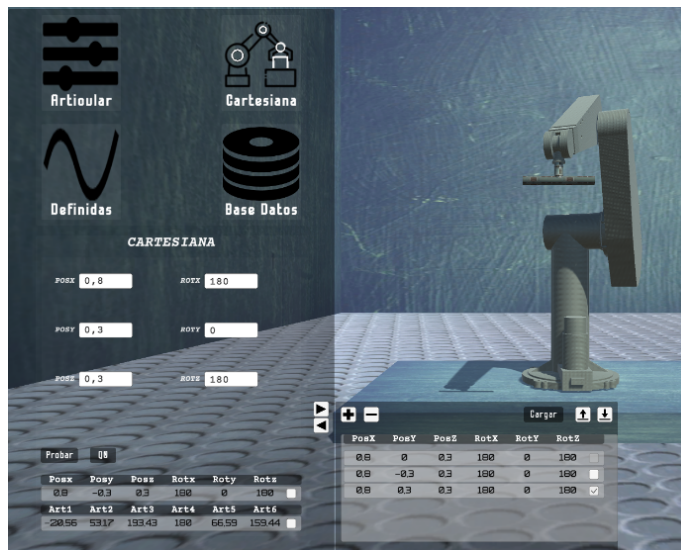 Articular
Cartesiana
Definidas
Base Datos
CARTESIANA
POSX 0,8 ROTX 180
POSY 0,3 ROTY 0
POSZ 0,3 ROTZ 180
Probar QN
Posx Posy Posz Rotx Roty Rotz
0.8 -0.3 0.3 180 0 180
Art1 Art2 Art3 Art4 Art5 Art6
-20.56 53.17 193.43 180 66.59 159.44
Cargar
PosX PosY PosZ RotX RotY RotZ
0.8 0 0.3 180 0 180
0.8 -0.3 0.3 180 0 180
0.8 0.3 0.3 180 0 180